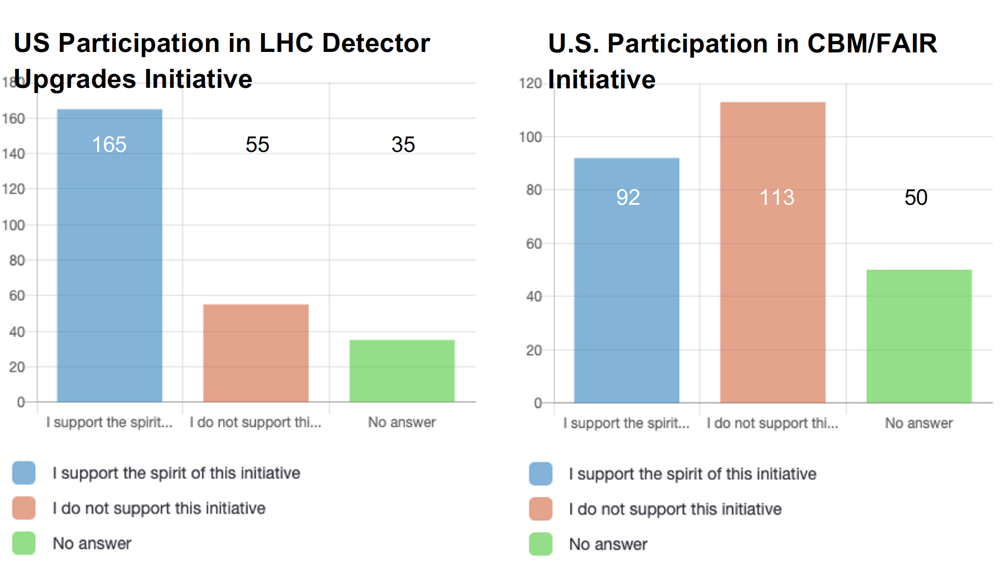 US Participation in LHC Detector
Upgrades Initiative
180
160
140
120
100
80
60
40
20
0
165
55
35
I support the spirit...
I do not support thi...
No answer
I support the spirit of this initiative
I do not support this initiative
No answer
U.S. Participation in CBM/FAIR
Initiative
120
100
80
60
40
20
0
92
113
50
I support the spirit...
I do not support thi...
No answer
I support the spirit of this initiative
I do not support this initiative
No answer